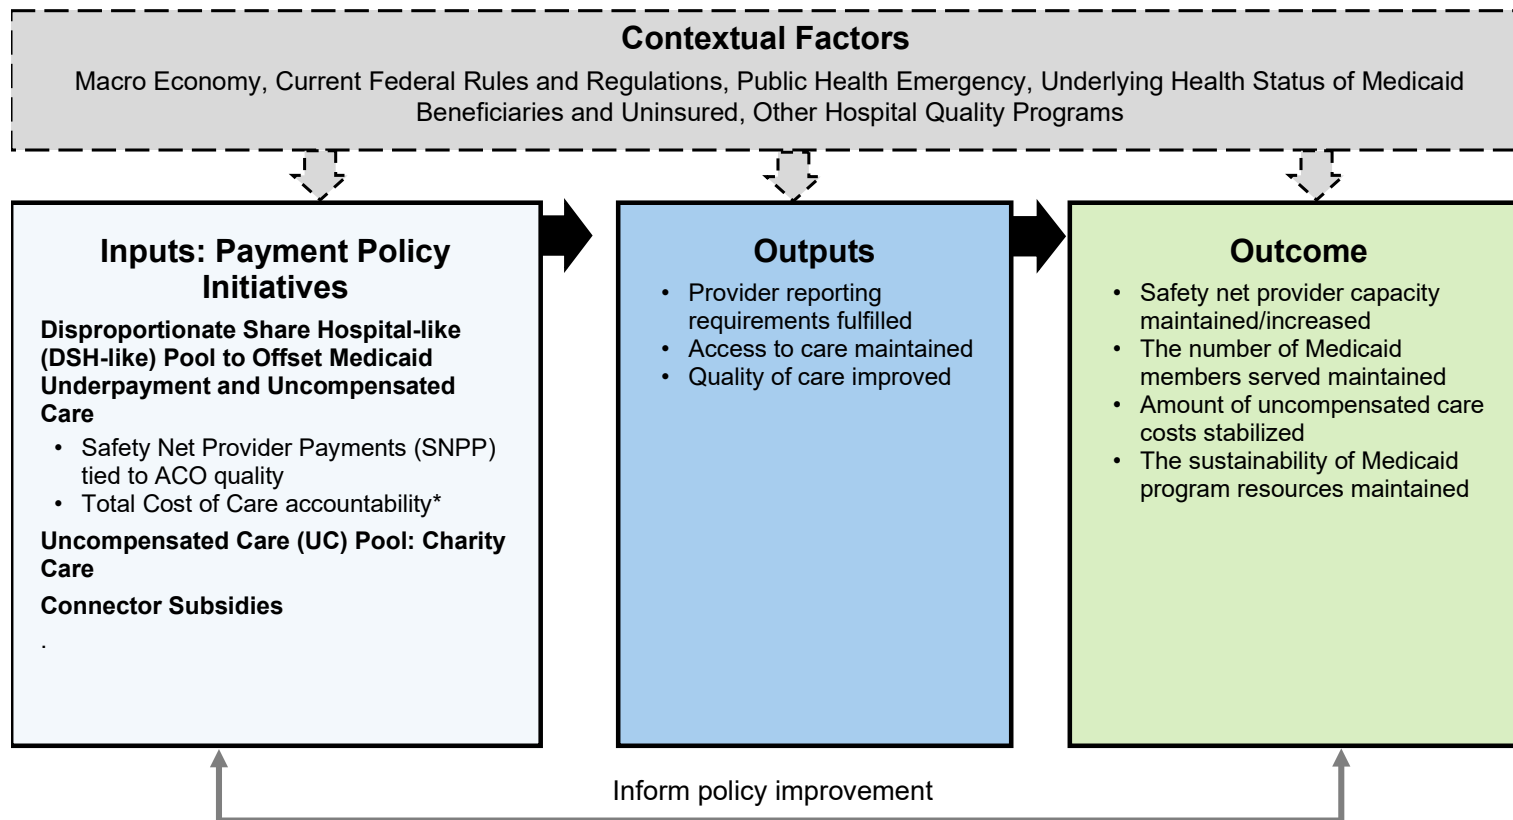 Contextual Factors
Macro Economy, Current Federal Rules and Regulations, Public Health Emergency, Underlying Health Status of Medicaid
Beneficiaries and Uninsured, Other Hospital Quality Programs
Inputs: Payment Policy
Initiatives
Disproportionate Share Hospital-like
(DSH-like) Pool to Offset Medicaid
Underpayment and Uncompensated
Care
• Safety Net Provider Payments (SNPP)
tied to ACO quality
• Total Cost of Care accountability*
Uncompensated Care (UC) Pool: Charity
Care
Connector Subsidies
.
Outputs
• Provider reporting
requirements fulfilled
• Access to care maintained
• Quality of care improved
Outcome
• Safety net provider capacity
maintained/increased
• The number of Medicaid
members served maintained
• Amount of uncompensated care
costs stabilized
• The sustainability of Medicaid
program resources maintained
Inform policy improvement